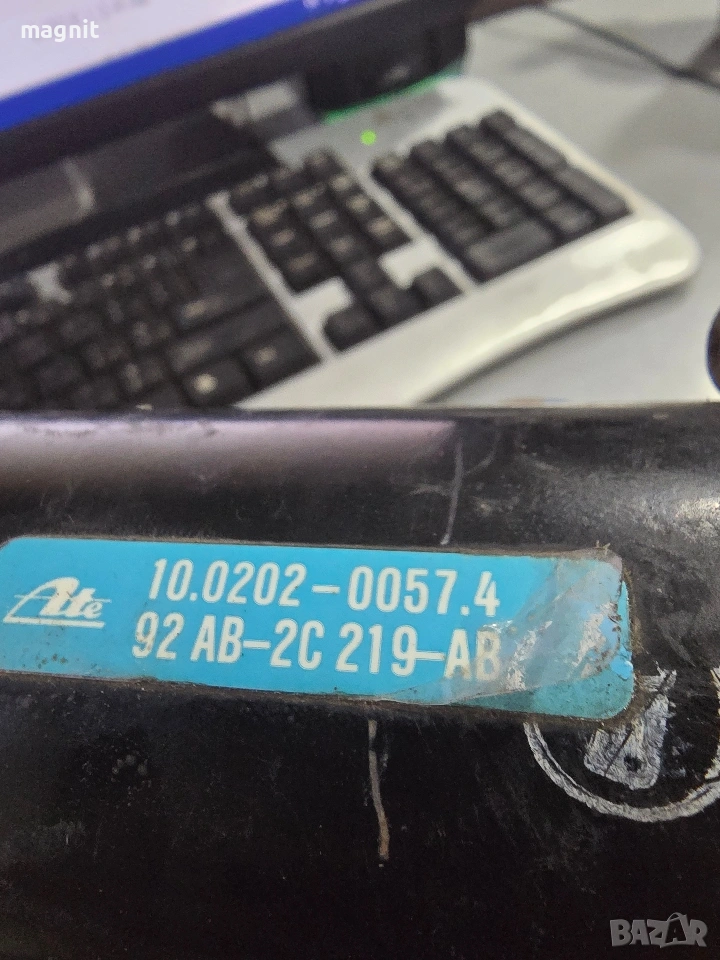 magnit
Ate
10.0202-0057.4
92 AB-2C 219-AB
BAZAR